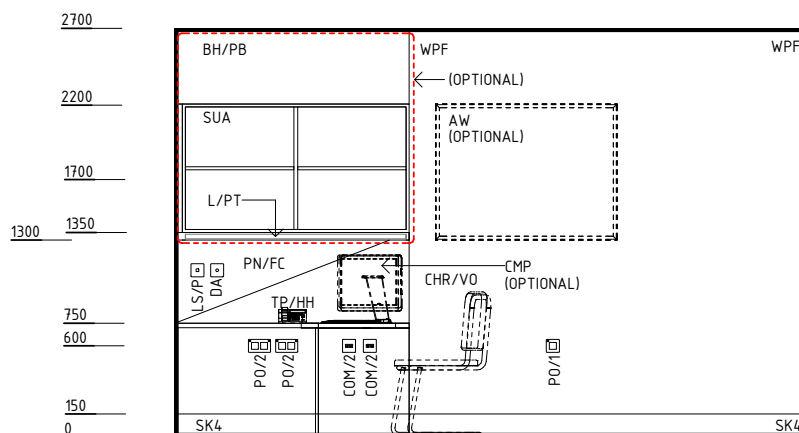 2700
BH/PB
WPF
WPF
(OPTIONAL)
2200
SUA
AW
(OPTIONAL)
1700
L/PT
1300
1350
PN/FC
CMP
(OPTIONAL)
CHR/VO
LS/P
DA
TP/HH
750
600
PO/2
PO/2
COM/2
COM/2
PO/1
150
0
SK4
SK4